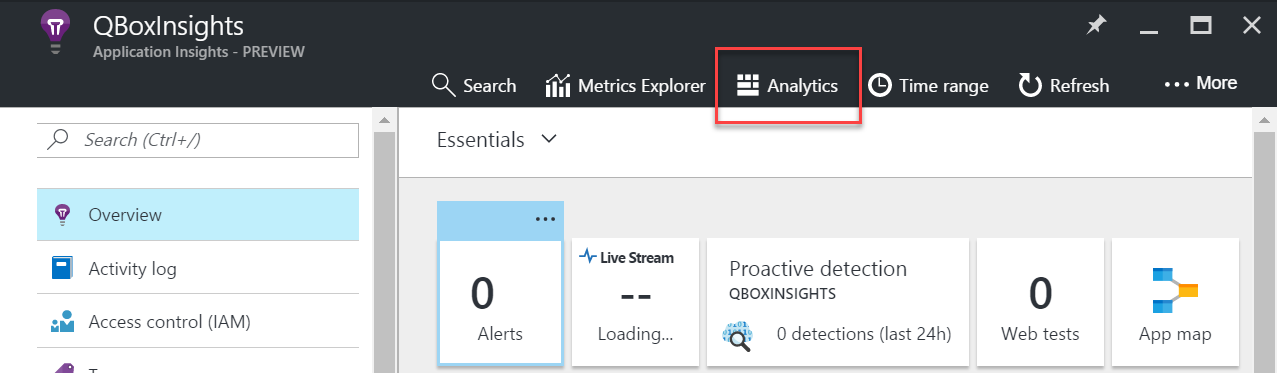 QBoxInsights
Application Insights - PREVIEW
Search
Metrics Explorer
Analytics
Time range
Refresh
··· More
Search (Ctrl+/)
Essentials
Overview
Activity log
Access control (IAM)
0
Alerts
Live Stream
--
Loading...
Proactive detection
QBOXINSIGHTS
0 detections (last 24h)
0
Web tests
App map